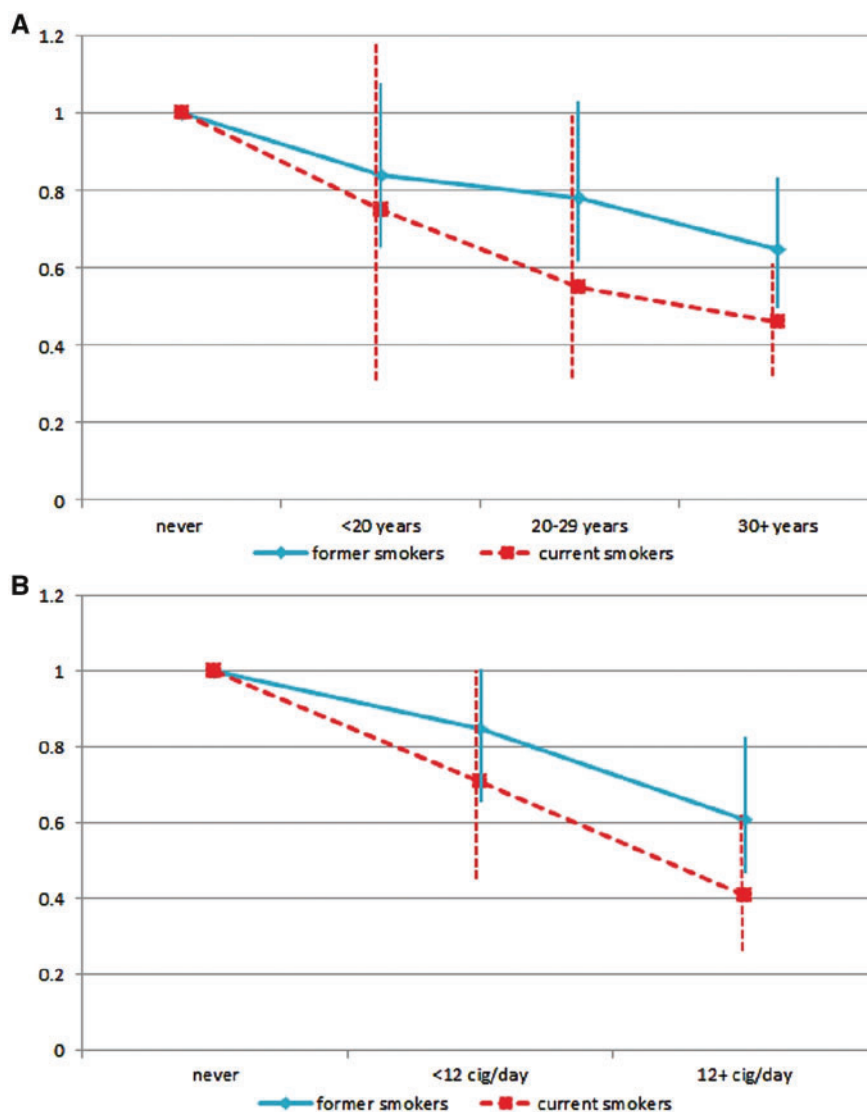 A
1.2
1
0.8
0.6
0.4
0.2
0
never <20 years 20-29 years 30+ years
former smokers current smokers
B
1.2
1
0.8
0.6
0.4
0.2
0
never <12 cig/day 12+ cig/day
former smokers current smokers